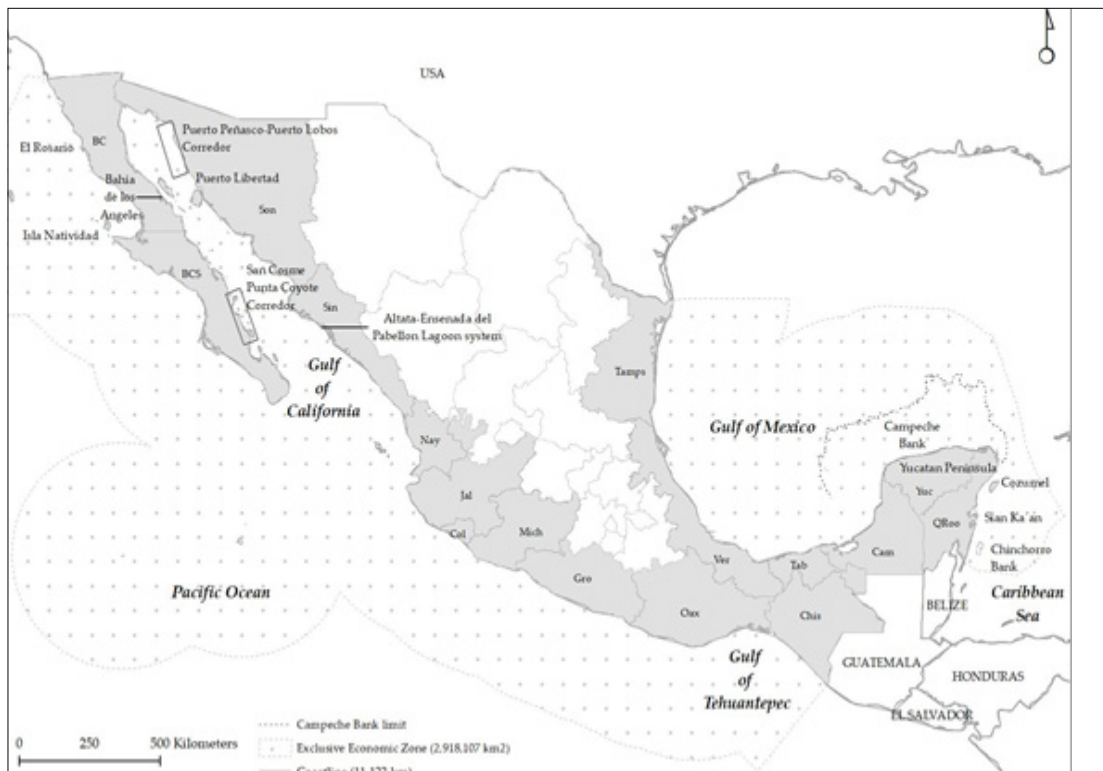 USA
BC
Puerto Peñasco-Puerto Lobos
Corredor
El Rosario
Bahía
de los
Angeles
Puerto Libertad
Son
Isla Natividad
BCS
San Cosme
Punta Coyote
Corredor
Sin
Altata-Ensenada del
Pabellon Lagoon system
Gulf
of
California
Tamps
Gulf of Mexico
Campeche
Bank
Yucatan Peninsula
Yuc
Cozumel
QRoo
Sian Ka'an
Chinchorro
Bank
Nay
Jal
Col
Mich
Gro
Oax
Ver
Tab
Cam
Chis
Pacific Ocean
BELIZE
Caribbean
Sea
Gulf
of
Tehuantepec
GUATEMALA
HONDURAS
EL SALVADOR
0 250 500 Kilometers
Campeche Bank limit
Exclusive Economic Zone (2,918,107 km2)